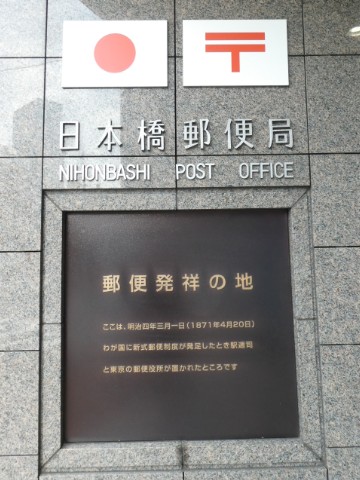 日本橋郵便局
NIHONBASHI POST OFFICE
郵便発祥の地
ここは、明治四年三月一日(1871年4月20日)
わが国に新式郵便制度が発足したとき駅逓司
と東京の郵便役所が置かれたところです